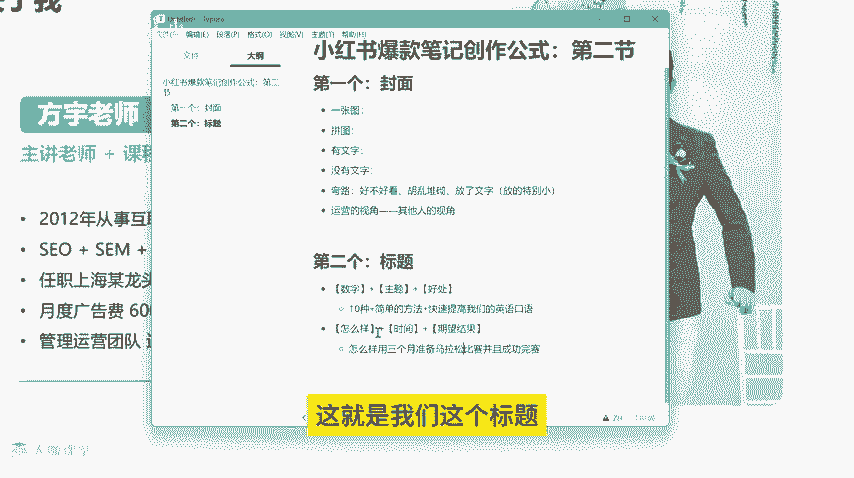 方宇老师
主讲老师 + 课程
• 2012年从事互联
• SEO + SEM +
• 任职上海某龙头
• 月度广告费 600
• 管理运营团队
编辑(E) 段落(P) 格式(O) 视图(V) 主题(T) 帮助(H)
文件 大纲
小红书爆款笔记创作公式：第二节
第一个：封面
第二个：标题
小红书爆款笔记创作公式：第二节
第一个：封面
• 一张图：
• 拼图：
• 有文字：
• 没有文字：
• 弯路：好不好看、胡乱堆砌、放了文字（放的特别小）
• 运营的视角——其他人的视角
第二个：标题
• 【数字】+【主题】+【好处】
○ 10种+简单的方法+快速提高我们的英语口语
• 【怎么样】+【时间】+【期望结果】
○ 怎么样用三个月准备马拉松比赛并且成功完赛
这就是我们这个标题